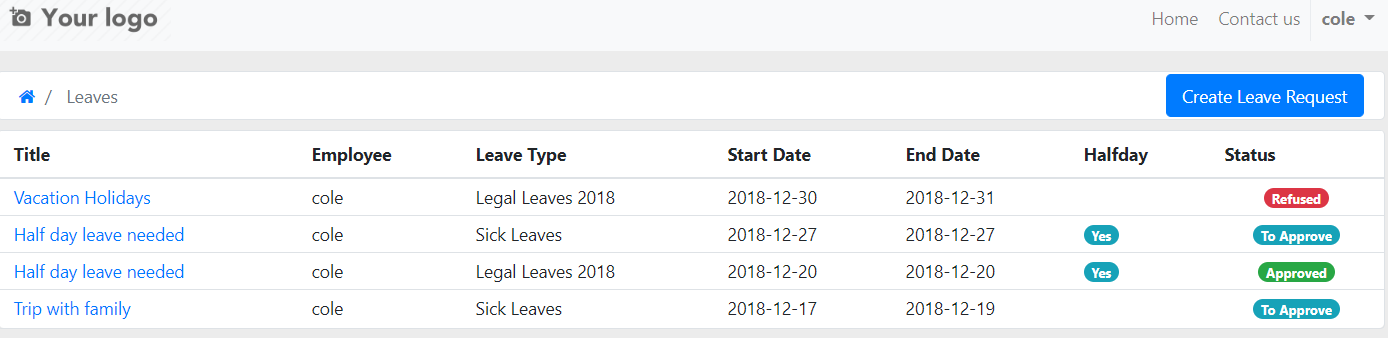 Your logo Home Contact us cole
/ Leaves Create Leave Request
Title Employee Leave Type Start Date End Date Halfday Status
Vacation Holidays cole Legal Leaves 2018 2018-12-30 2018-12-31 Refused
Half day leave needed cole Sick Leaves 2018-12-27 2018-12-27 Yes To Approve
Half day leave needed cole Legal Leaves 2018 2018-12-20 2018-12-20 Yes Approved
Trip with family cole Sick Leaves 2018-12-17 2018-12-19 To Approve